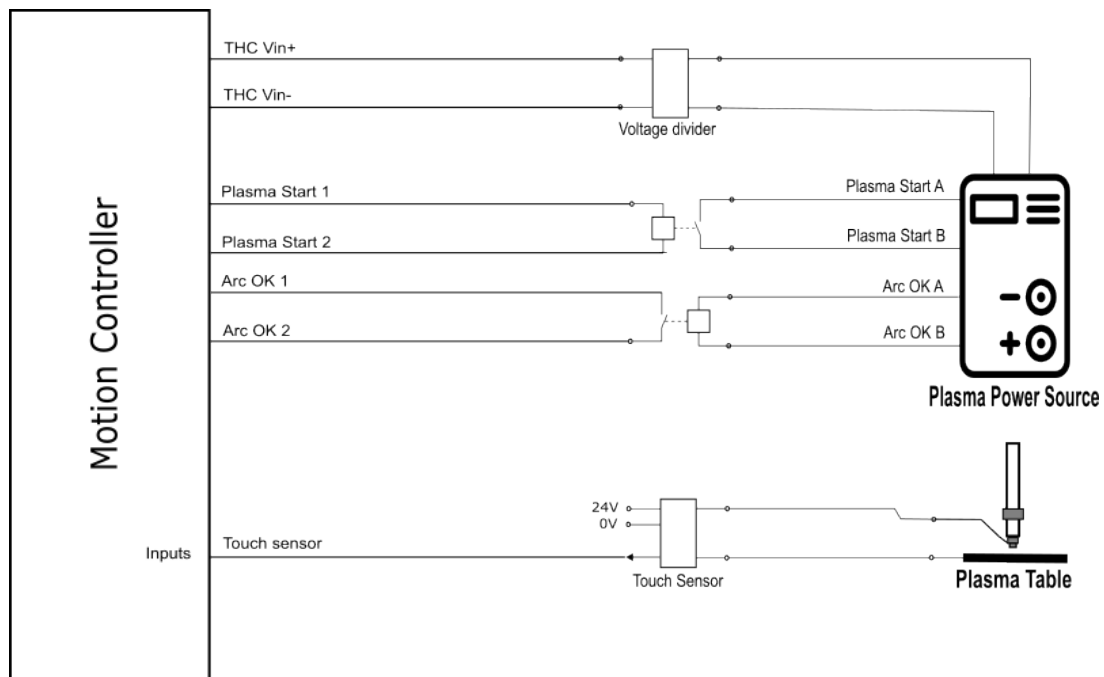 Motion Controller
THC Vin+
THC Vin-
Voltage divider
Plasma Start 1
Plasma Start A
Plasma Start 2
Plasma Start B
Arc OK 1
Arc OK A
Arc OK 2
Arc OK B
Plasma Power Source
24V
0V
Inputs
Touch sensor
Touch Sensor
Plasma Table